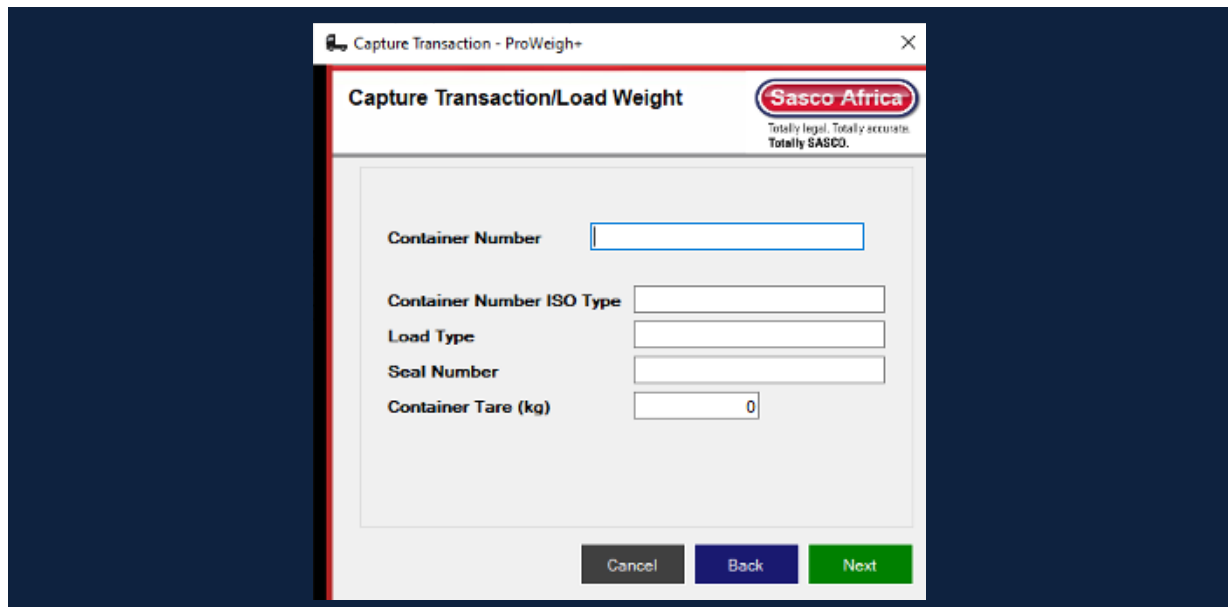 Capture Transaction - ProWeigh+
Capture Transaction/Load Weight
Sasco Africa
Totally legal. Totally accurate.
Totally SASCO.
Container Number
Container Number ISO Type
Load Type
Seal Number
Container Tare (kg) 0
Cancel Back Next